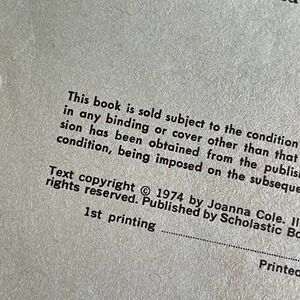 This book is sold subject to the condition
in any binding or cover other than that
sion has been obtained from the publis
condition, being imposed on the subseque
Text copyright © 1974 by Joanna Cole. Il
rights reserved. Published by Scholastic Bo
1st printing ........................
Printed